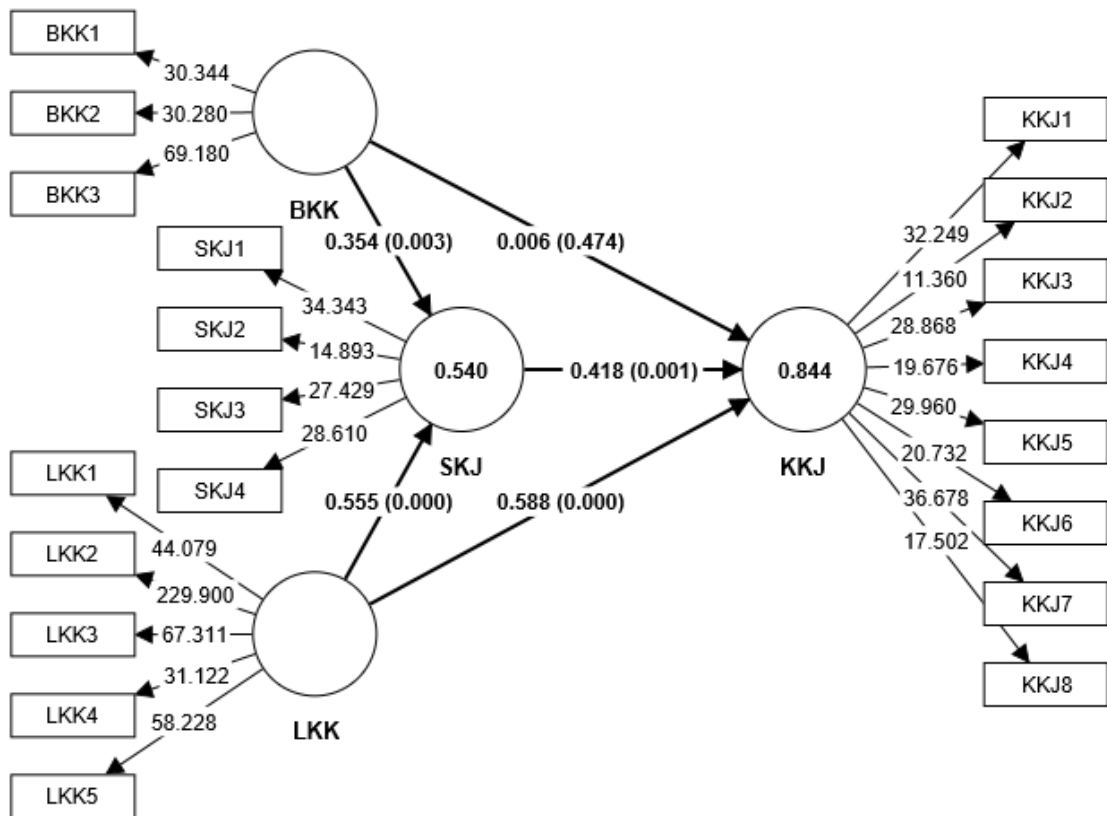 BKK1
30.344
BKK2
30.280
69.180
BKK3
BKK
KKJ1
KKJ2
32.249
11.360
KKJ3
28.868
KKJ4
19.676
29.960
KKJ5
20.732
KKJ6
36.678
17.502
KKJ7
KKJ8
0.354 (0.003)
0.006 (0.474)
SKJ1
34.343
SKJ2
14.893
27.429
SKJ3
28.610
SKJ4
0.540
SKJ
0.418 (0.001)
0.844
KKJ
0.555 (0.000)
0.588 (0.000)
LKK1
44.079
LKK2
229.900
LKK3
67.311
31.122
LKK4
58.228
LKK5
LKK